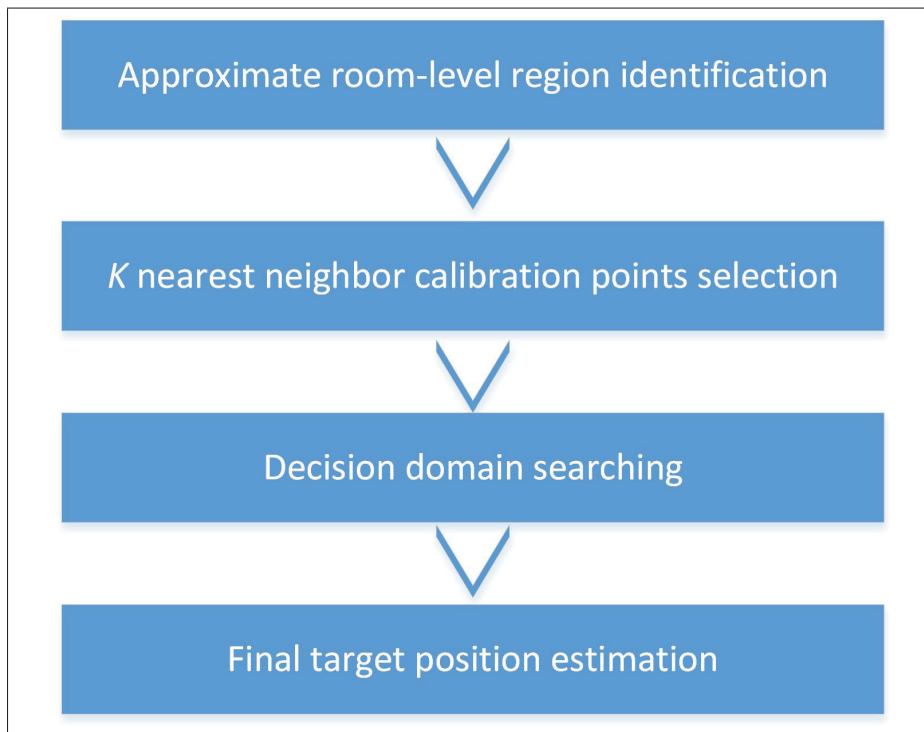 Approximate room-level region identification
K nearest neighbor calibration points selection
Decision domain searching
Final target position estimation